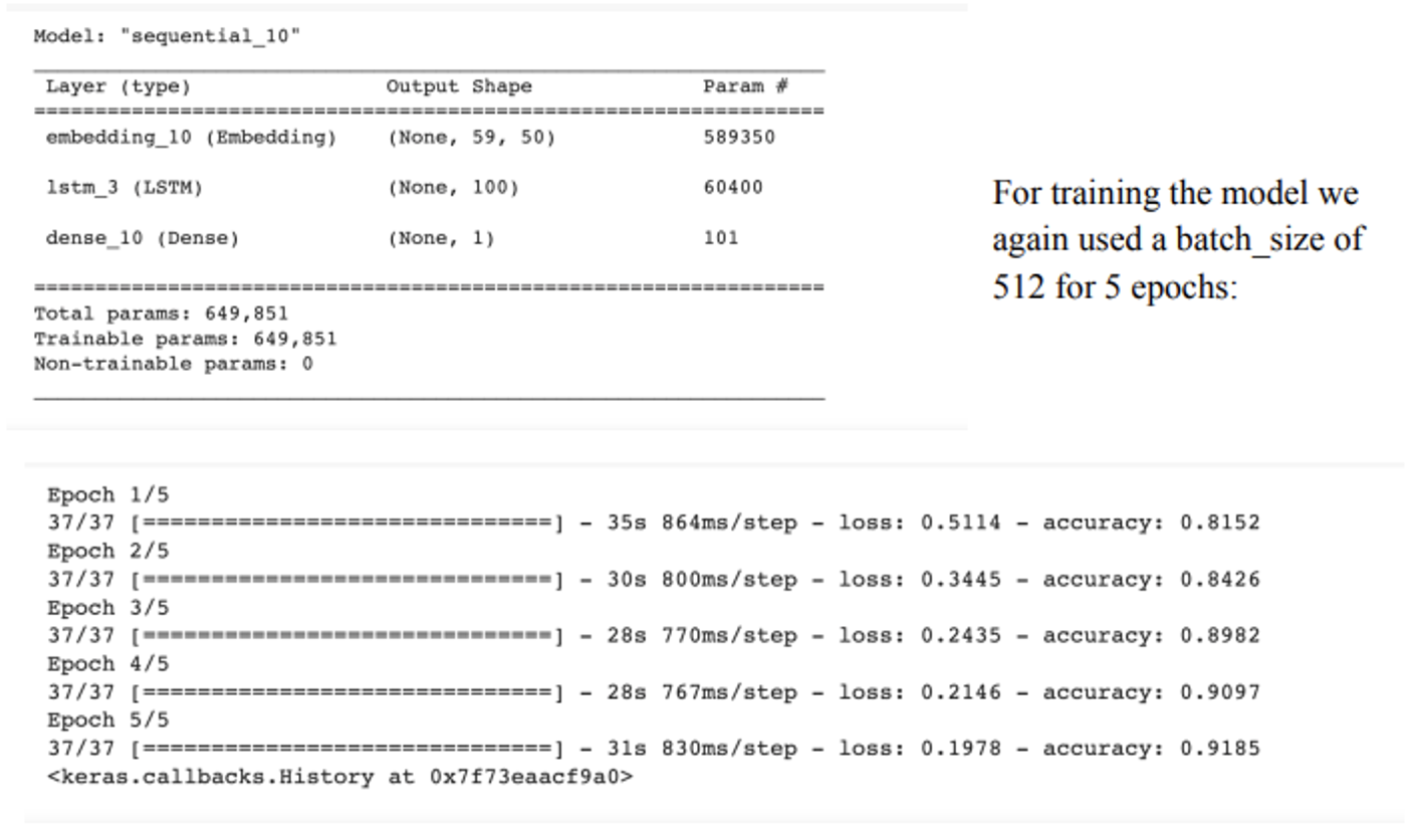 Model: "sequential_10"
Layer (type) Output Shape Param #
=================================================================
embedding_10 (Embedding) (None, 59, 50) 589350
lstm_3 (LSTM) (None, 100) 60400
dense_10 (Dense) (None, 1) 101
=================================================================
Total params: 649,851
Trainable params: 649,851
Non-trainable params: 0
For training the model we
again used a batch_size of
512 for 5 epochs:
Epoch 1/5
37/37 [==============================] - 35s 864ms/step - loss: 0.5114 - accuracy: 0.8152
Epoch 2/5
37/37 [==============================] - 30s 800ms/step - loss: 0.3445 - accuracy: 0.8426
Epoch 3/5
37/37 [==============================] - 28s 770ms/step - loss: 0.2435 - accuracy: 0.8982
Epoch 4/5
37/37 [==============================] - 28s 767ms/step - loss: 0.2146 - accuracy: 0.9097
Epoch 5/5
37/37 [==============================] - 31s 830ms/step - loss: 0.1978 - accuracy: 0.9185
<keras.callbacks.History at 0x7f73eaacf9a0>